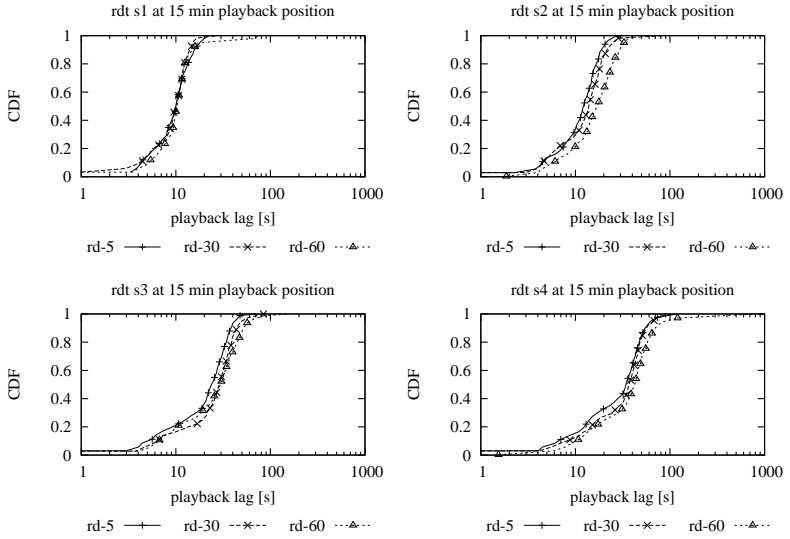 rdt s1 at 15 min playback position
1
0.8
0.6
0.4
0.2
0
CDF
1 10 100 1000
playback lag [s]
rd-5 rd-30 rd-60
rdt s2 at 15 min playback position
1
0.8
0.6
0.4
0.2
0
CDF
1 10 100 1000
playback lag [s]
rd-5 rd-30 rd-60
rdt s3 at 15 min playback position
1
0.8
0.6
0.4
0.2
0
CDF
1 10 100 1000
playback lag [s]
rd-5 rd-30 rd-60
rdt s4 at 15 min playback position
1
0.8
0.6
0.4
0.2
0
CDF
1 10 100 1000
playback lag [s]
rd-5 rd-30 rd-60